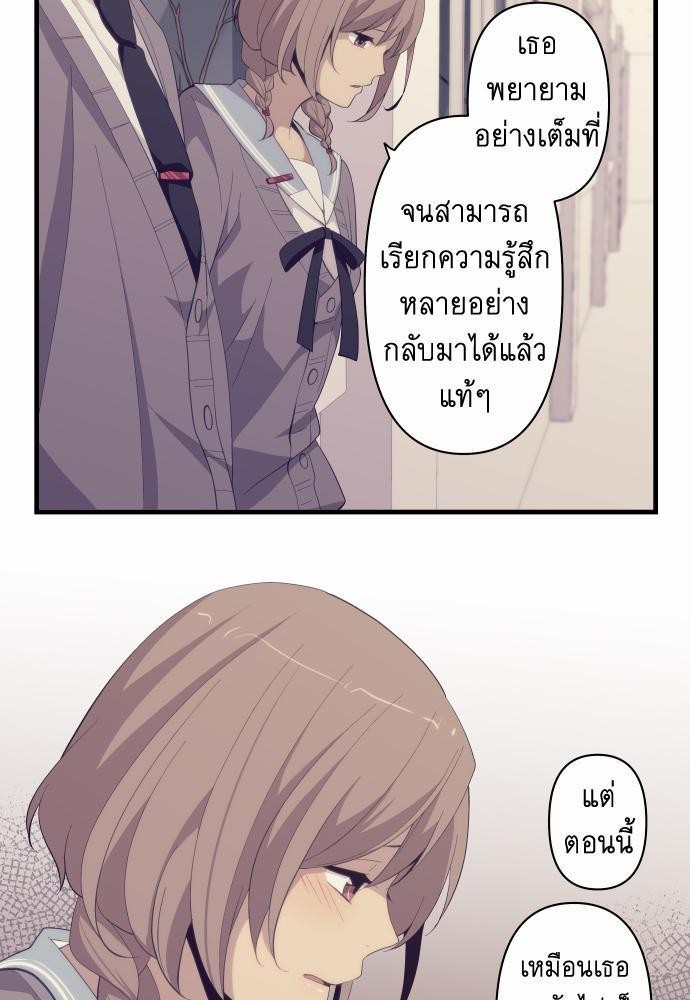 เธอ
พยายาม
อย่างเต็มที่
จนสามารถ
เรียกความรู้สึก
หลายอย่าง
กลับมาได้แล้ว
แท้ๆ
แต่
ตอนนี้
เหมือนเธอ